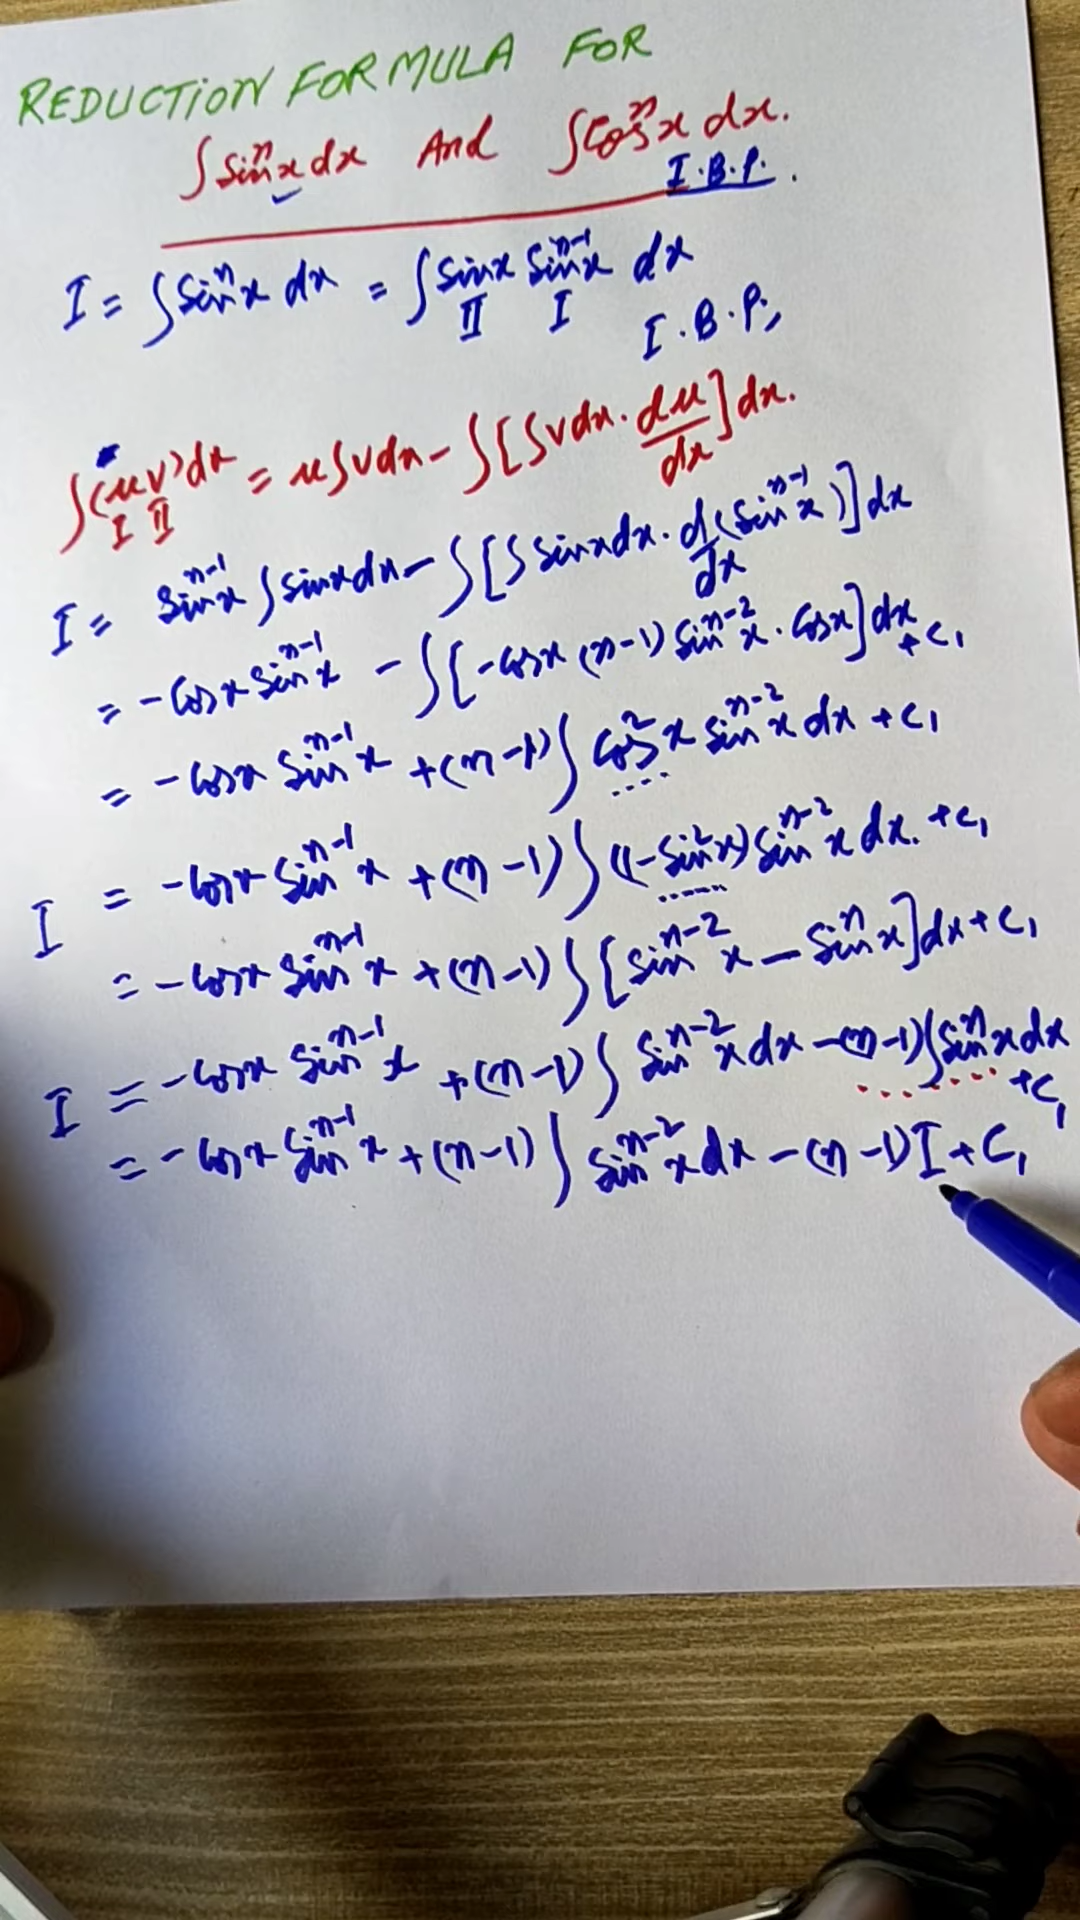 REDUCTION FORMULA FOR
∫Sinⁿx dx And ∫Cosⁿx dx.
I.B.P.
I = ∫Sinⁿx dx = ∫Sinx Sinⁿ⁻¹x dx
II I
I.B.P,
∫(uv)dx = u∫vdx - ∫[∫vdx. du/dx]dx.
I II
I = Sinⁿ⁻¹x ∫sinxdx - ∫[∫Sinxdx. d/dx(Sinⁿ⁻¹x)]dx
= -Cosx Sinⁿ⁻¹x - ∫[-Cosx (n-1) Sinⁿ⁻²x. Cosx]dx + C₁
= -Cosx Sinⁿ⁻¹x +(n-1)∫Cos²x Sinⁿ⁻²x dx + C₁
I = -Cosx Sinⁿ⁻¹x +(n-1)∫(1-Sin²x)Sinⁿ⁻²x dx. + C₁
= -Cosx Sinⁿ⁻¹x +(n-1)∫[Sinⁿ⁻²x - Sinⁿx]dx + C₁
I = -Cosx Sinⁿ⁻¹x +(n-1)∫Sinⁿ⁻²x dx -(n-1)∫Sinⁿx dx + C₁
= -Cosx Sinⁿ⁻¹x +(n-1)∫Sinⁿ⁻²x dx -(n-1)I + C₁